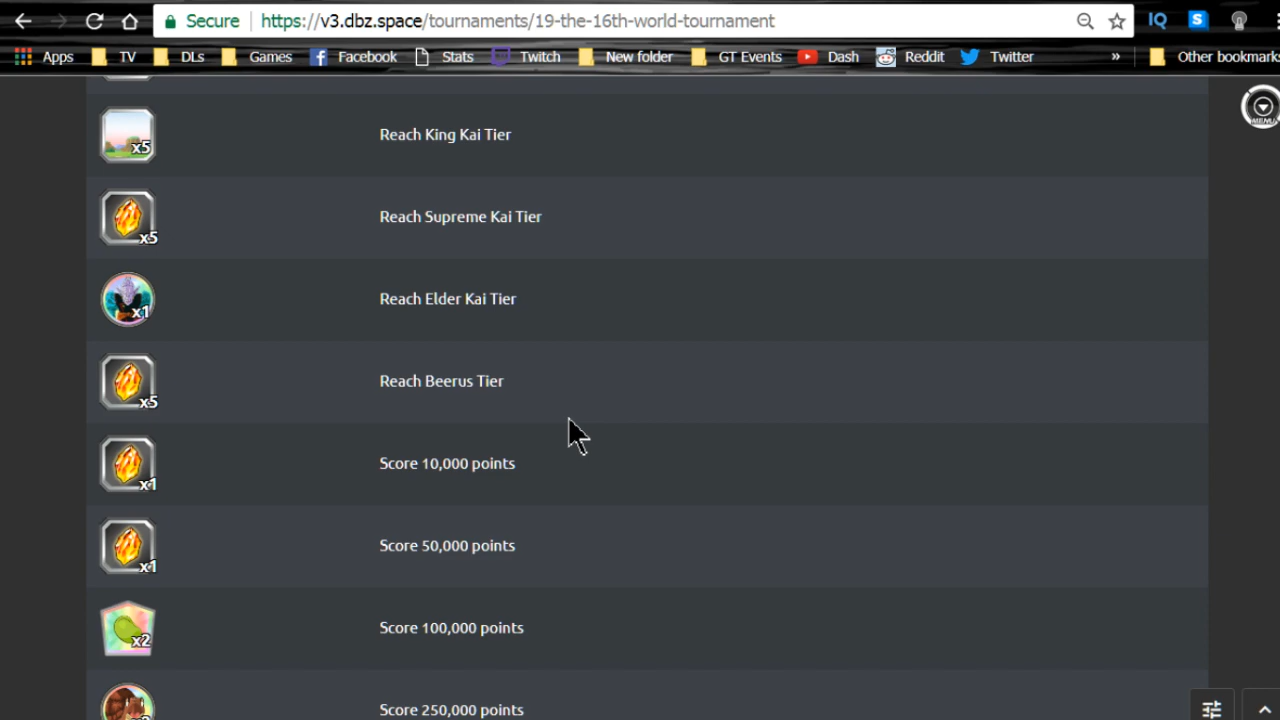 Secure https://v3.dbz.space/tournaments/19-the-16th-world-tournament IQ S
Apps TV DLs Games Facebook Stats Twitch New folder GT Events Dash Reddit Twitter » Other bookmarks
MENU
x5 Reach King Kai Tier
x5 Reach Supreme Kai Tier
x1 Reach Elder Kai Tier
x5 Reach Beerus Tier
x1 Score 10,000 points
x1 Score 50,000 points
x2 Score 100,000 points
Score 250,000 points